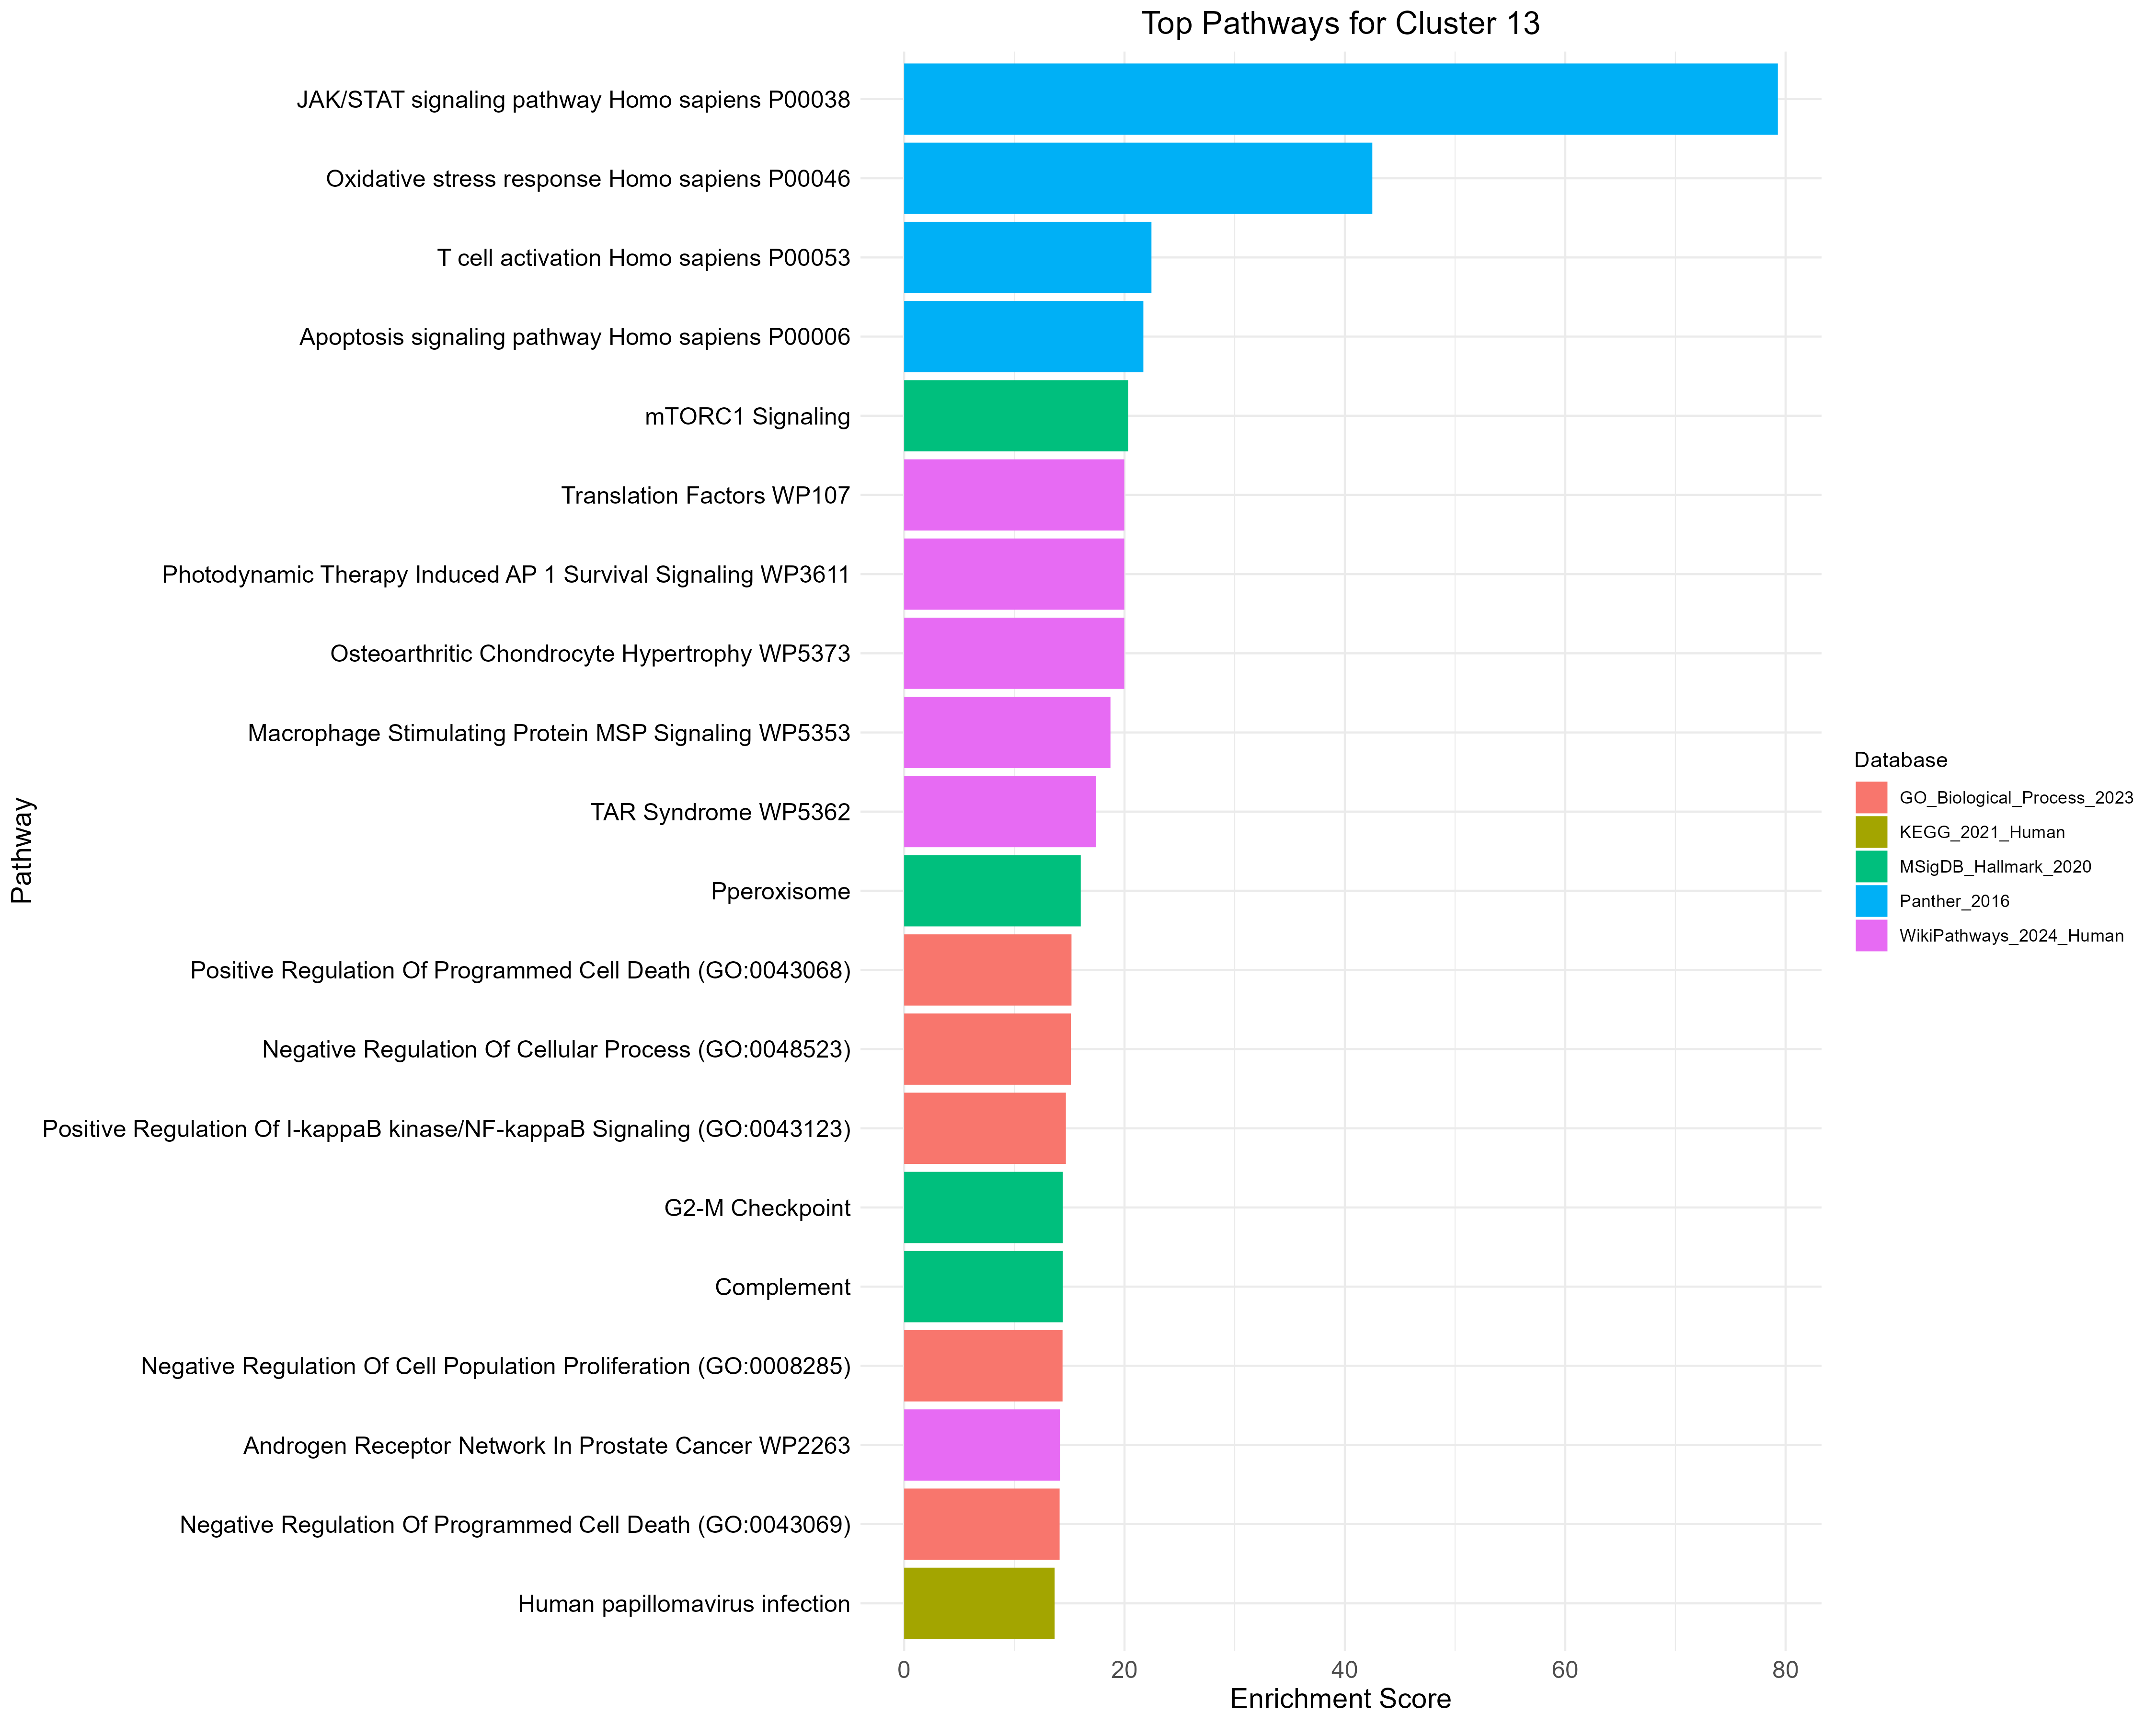 Top Pathways for Cluster 13
JAK/STAT signaling pathway Homo sapiens P00038
Oxidative stress response Homo sapiens P00046
T cell activation Homo sapiens P00053
Apoptosis signaling pathway Homo sapiens P00006
mTORC1 Signaling
Translation Factors WP107
Photodynamic Therapy Induced AP 1 Survival Signaling WP3611
Osteoarthritic Chondrocyte Hypertrophy WP5373
Macrophage Stimulating Protein MSP Signaling WP5353
TAR Syndrome WP5362
Pperoxisome
Positive Regulation Of Programmed Cell Death (GO:0043068)
Negative Regulation Of Cellular Process (GO:0048523)
Positive Regulation Of I-kappaB kinase/NF-kappaB Signaling (GO:0043123)
G2-M Checkpoint
Complement
Negative Regulation Of Cell Population Proliferation (GO:0008285)
Androgen Receptor Network In Prostate Cancer WP2263
Negative Regulation Of Programmed Cell Death (GO:0043069)
Human papillomavirus infection
Pathway
0 20 40 60 80
Enrichment Score
Database
GO_Biological_Process_2023
KEGG_2021_Human
MSigDB_Hallmark_2020
Panther_2016
WikiPathways_2024_Human